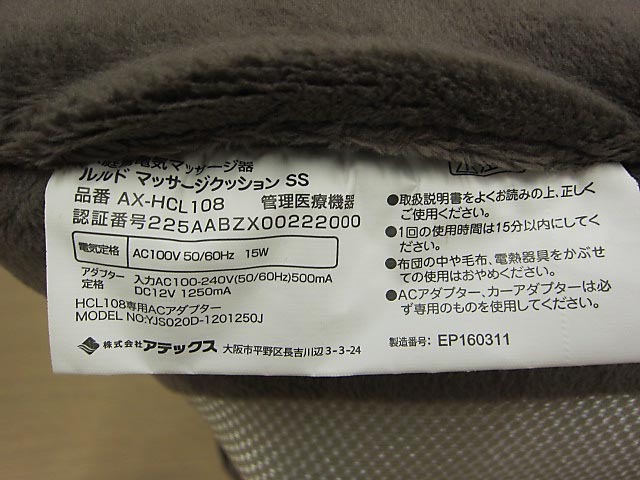 電気マッサージ器
ルルド マッサージクッション SS
品番 AX-HCL108 管理医療機器
認証番号225AABZX00222000
電気定格 AC100V 50/60Hz 15W
アダプター定格 入力AC100-240V(50/60)500mA
DC12V 1250mA
HCL108専用ACアダプター
MODEL NO:YJS020D-1201250J
株式会社アテックス 大阪市平野区長吉川辺3-3-24
●取扱説明書をよくお読みの上、正しく
ご使用ください。
●1回の使用時間は15分以内にしてく
ださい。
●布団の中や毛布、電熱器具をかぶせ
ての使用はおやめください。
●ACアダプター、カーアダプターは必
ず専用のものを使用してください。
製造番号: EP160311